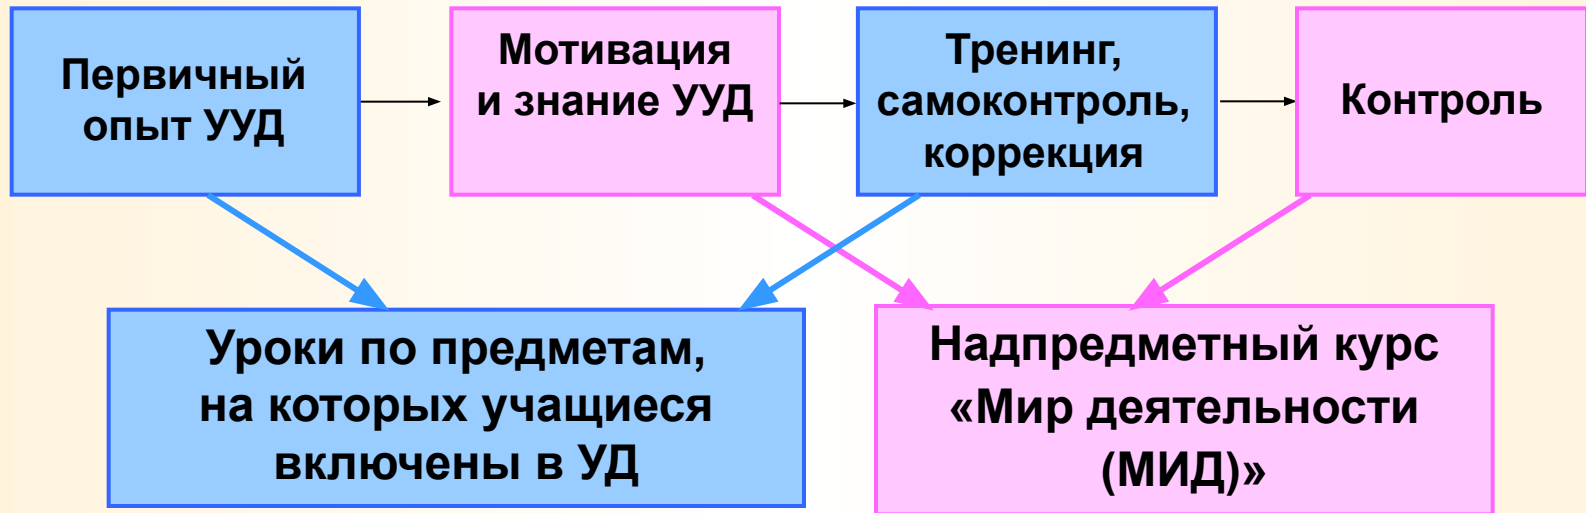 Первичный
опыт УУД
Мотивация
и знание УУД
Тренинг,
самоконтроль,
коррекция
Контроль
Уроки по предметам,
на которых учащиеся
включены в УД
Надпредметный курс
«Мир деятельности
(МИД)»